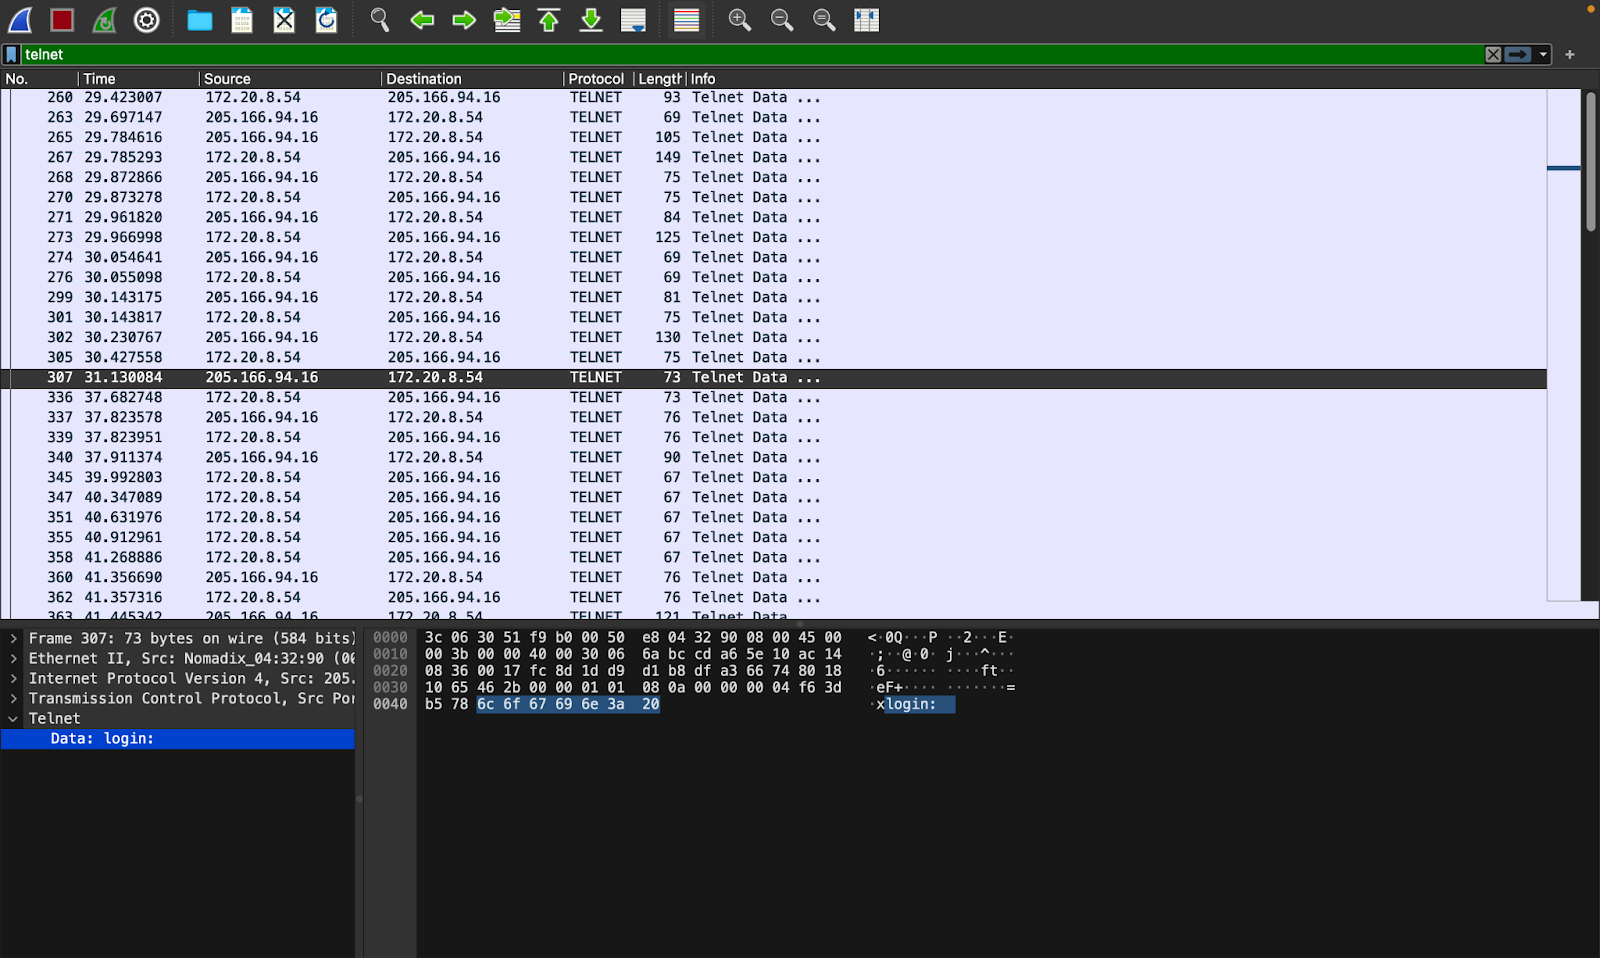 telnet
No. Time Source Destination Protocol Length Info
260 29.423007 172.20.8.54 205.166.94.16 TELNET 93 Telnet Data ...
263 29.697147 205.166.94.16 172.20.8.54 TELNET 69 Telnet Data ...
265 29.784616 205.166.94.16 172.20.8.54 TELNET 105 Telnet Data ...
267 29.785293 172.20.8.54 205.166.94.16 TELNET 149 Telnet Data ...
268 29.872866 205.166.94.16 172.20.8.54 TELNET 75 Telnet Data ...
270 29.873278 172.20.8.54 205.166.94.16 TELNET 75 Telnet Data ...
271 29.961820 205.166.94.16 172.20.8.54 TELNET 84 Telnet Data ...
273 29.966998 172.20.8.54 205.166.94.16 TELNET 125 Telnet Data ...
274 30.054641 205.166.94.16 172.20.8.54 TELNET 69 Telnet Data ...
276 30.055098 172.20.8.54 205.166.94.16 TELNET 69 Telnet Data ...
299 30.143175 205.166.94.16 172.20.8.54 TELNET 81 Telnet Data ...
301 30.143817 172.20.8.54 205.166.94.16 TELNET 75 Telnet Data ...
302 30.230767 205.166.94.16 172.20.8.54 TELNET 130 Telnet Data ...
305 30.427558 172.20.8.54 205.166.94.16 TELNET 75 Telnet Data ...
307 31.130084 205.166.94.16 172.20.8.54 TELNET 73 Telnet Data ...
336 37.682748 172.20.8.54 205.166.94.16 TELNET 73 Telnet Data ...
337 37.823578 205.166.94.16 172.20.8.54 TELNET 76 Telnet Data ...
339 37.823951 172.20.8.54 205.166.94.16 TELNET 76 Telnet Data ...
340 37.911374 205.166.94.16 172.20.8.54 TELNET 90 Telnet Data ...
345 39.992803 172.20.8.54 205.166.94.16 TELNET 67 Telnet Data ...
347 40.347089 172.20.8.54 205.166.94.16 TELNET 67 Telnet Data ...
351 40.631976 172.20.8.54 205.166.94.16 TELNET 67 Telnet Data ...
355 40.912961 172.20.8.54 205.166.94.16 TELNET 67 Telnet Data ...
358 41.268886 172.20.8.54 205.166.94.16 TELNET 67 Telnet Data ...
360 41.356690 205.166.94.16 172.20.8.54 TELNET 76 Telnet Data ...
362 41.357316 172.20.8.54 205.166.94.16 TELNET 76 Telnet Data ...
363 41.445342 205.166.94.16 172.20.8.54 TELNET 121 Telnet Data ...
Frame 307: 73 bytes on wire (584 bits)
Ethernet II, Src: Nomadix_04:32:90 (00
Internet Protocol Version 4, Src: 205.
Transmission Control Protocol, Src Por
Telnet
Data: login:
0000 3c 06 30 51 f9 b0 00 50 e8 04 32 90 08 00 45 00 <·0Q···P ··2···E·
0010 00 3b 00 00 40 00 30 06 6a bc cd a6 5e 10 ac 14 ·;··@·0· j···^···
0020 08 36 00 17 fc 8d 1d d9 d1 b8 df a3 66 74 80 18 ·6······ ····ft··
0030 10 65 46 2b 00 00 01 01 08 0a 00 00 00 04 f6 3d ·eF+···· ·······=
0040 b5 78 6c 6f 67 69 6e 3a 20 ·xlogin: